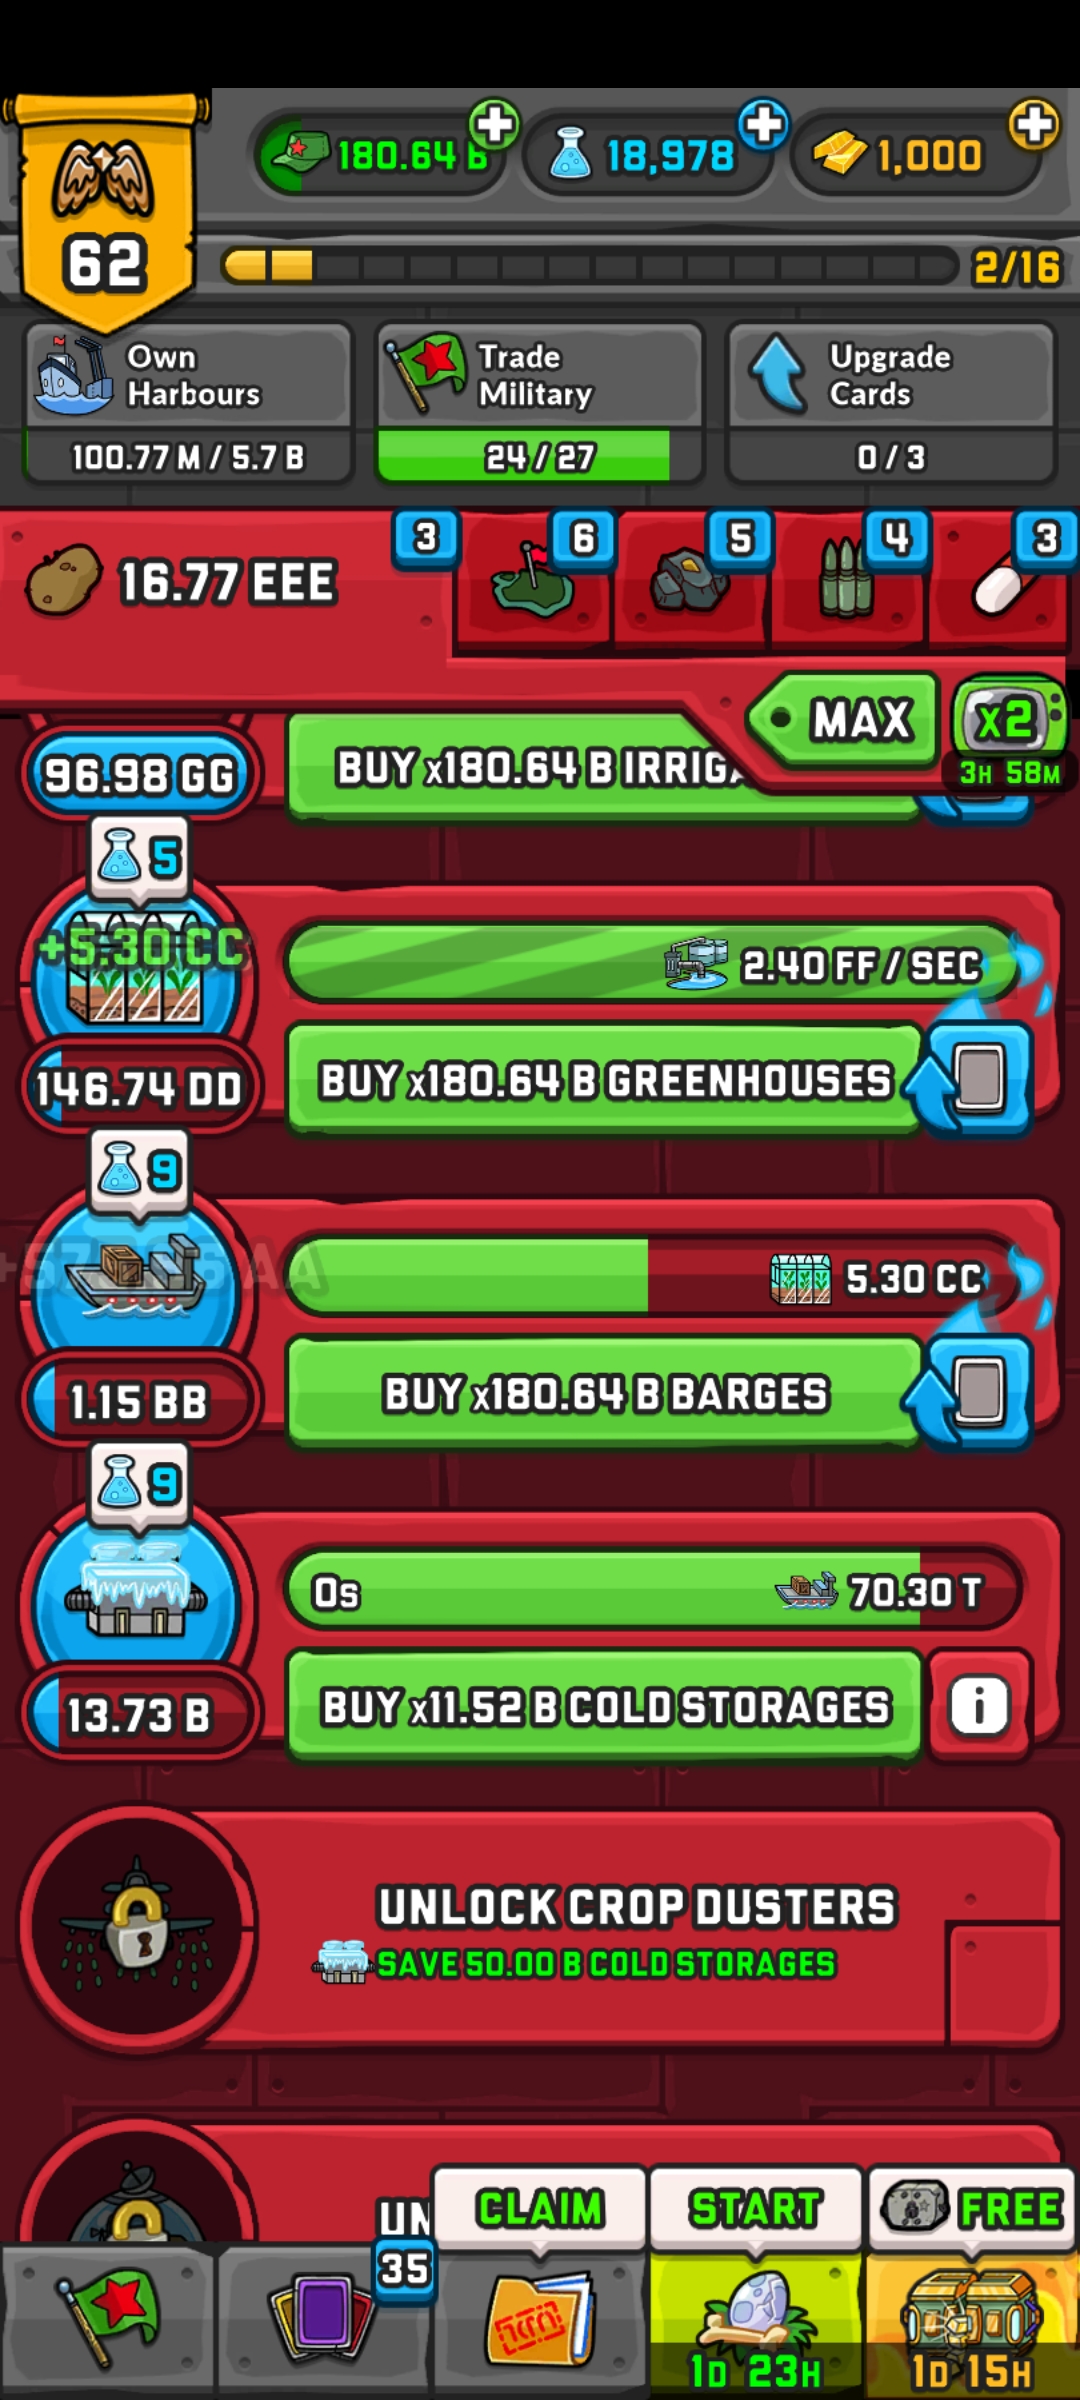 180.64 B
18,978
1,000
62
2/16
Own
Harbours
Trade
Military
Upgrade
Cards
100.77 M / 5.7 B
24 / 27
0 / 3
16.77 EEE
3
6
5
4
3
MAX
x2
3H 58M
96.98 GG
BUY x180.64 B IRRIGA
5
+5.30 CC
2.40 FF / SEC
146.74 DD
BUY x180.64 B GREENHOUSES
9
5.30 CC
1.15 BB
BUY x180.64 B BARGES
9
0s
70.30 T
13.73 B
BUY x11.52 B COLD STORAGES
i
UNLOCK CROP DUSTERS
SAVE 50.00 B COLD STORAGES
UN
CLAIM
START
FREE
35
1D 23H
1D 15H